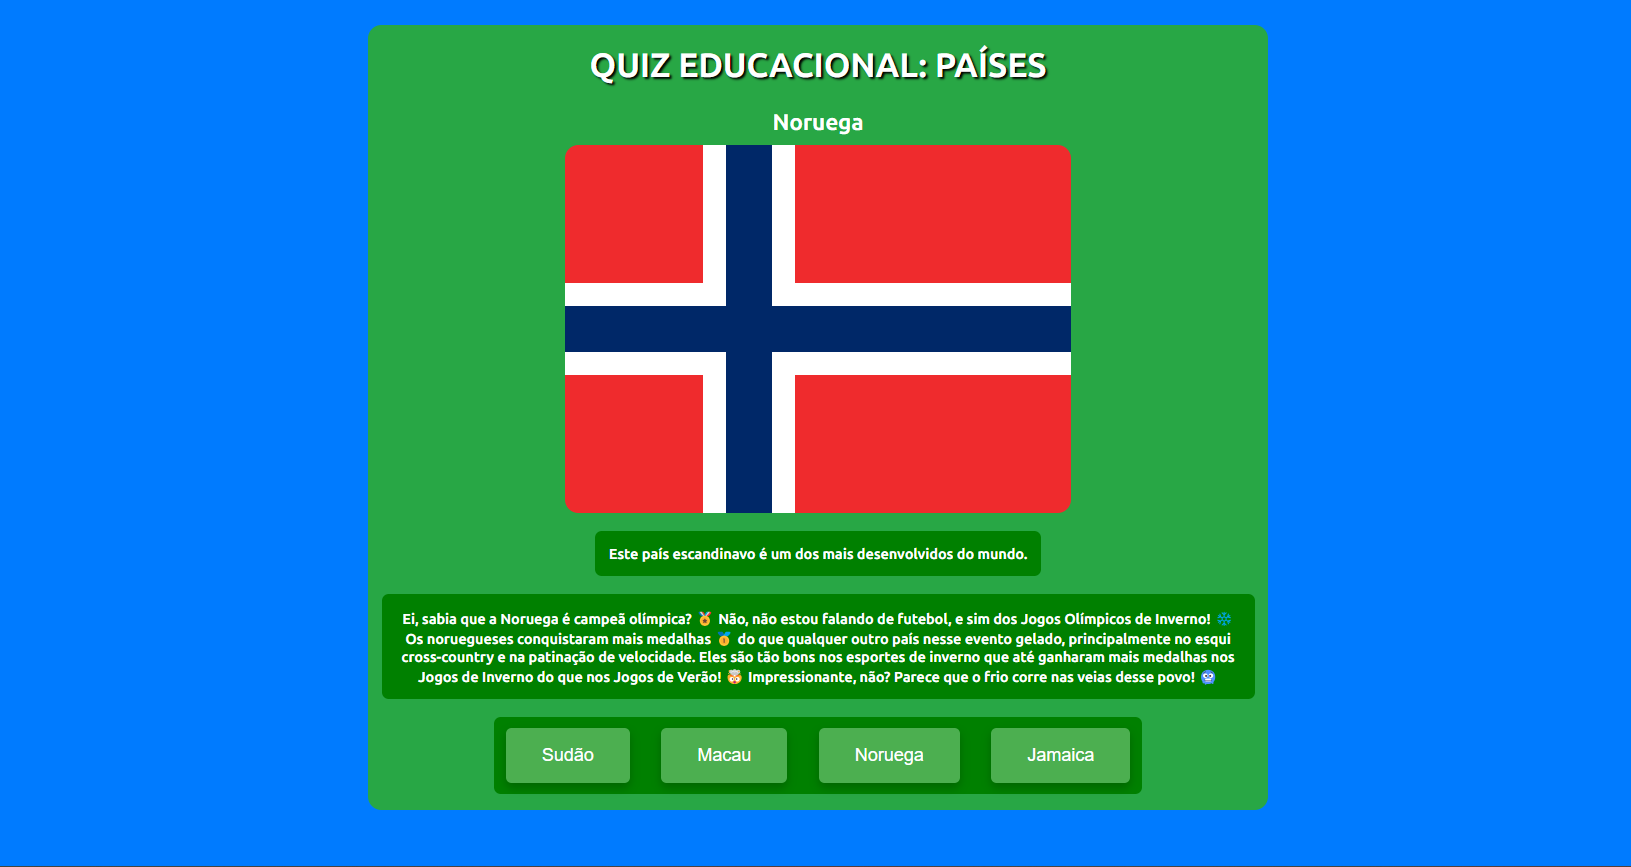 QUIZ EDUCACIONAL: PAÍSES
Noruega
Este país escandinavo é um dos mais desenvolvidos do mundo.
Ei, sabia que a Noruega é campeã olímpica? 🏅 Não, não estou falando de futebol, e sim dos Jogos Olímpicos de Inverno! ❄️
Os noruegueses conquistaram mais medalhas 🥇 do que qualquer outro país nesse evento gelado, principalmente no esqui
cross-country e na patinação de velocidade. Eles são tão bons nos esportes de inverno que até ganharam mais medalhas nos
Jogos de Inverno do que nos Jogos de Verão! 🤯 Impressionante, não? Parece que o frio corre nas veias desse povo! 🥶
Sudão
Macau
Noruega
Jamaica